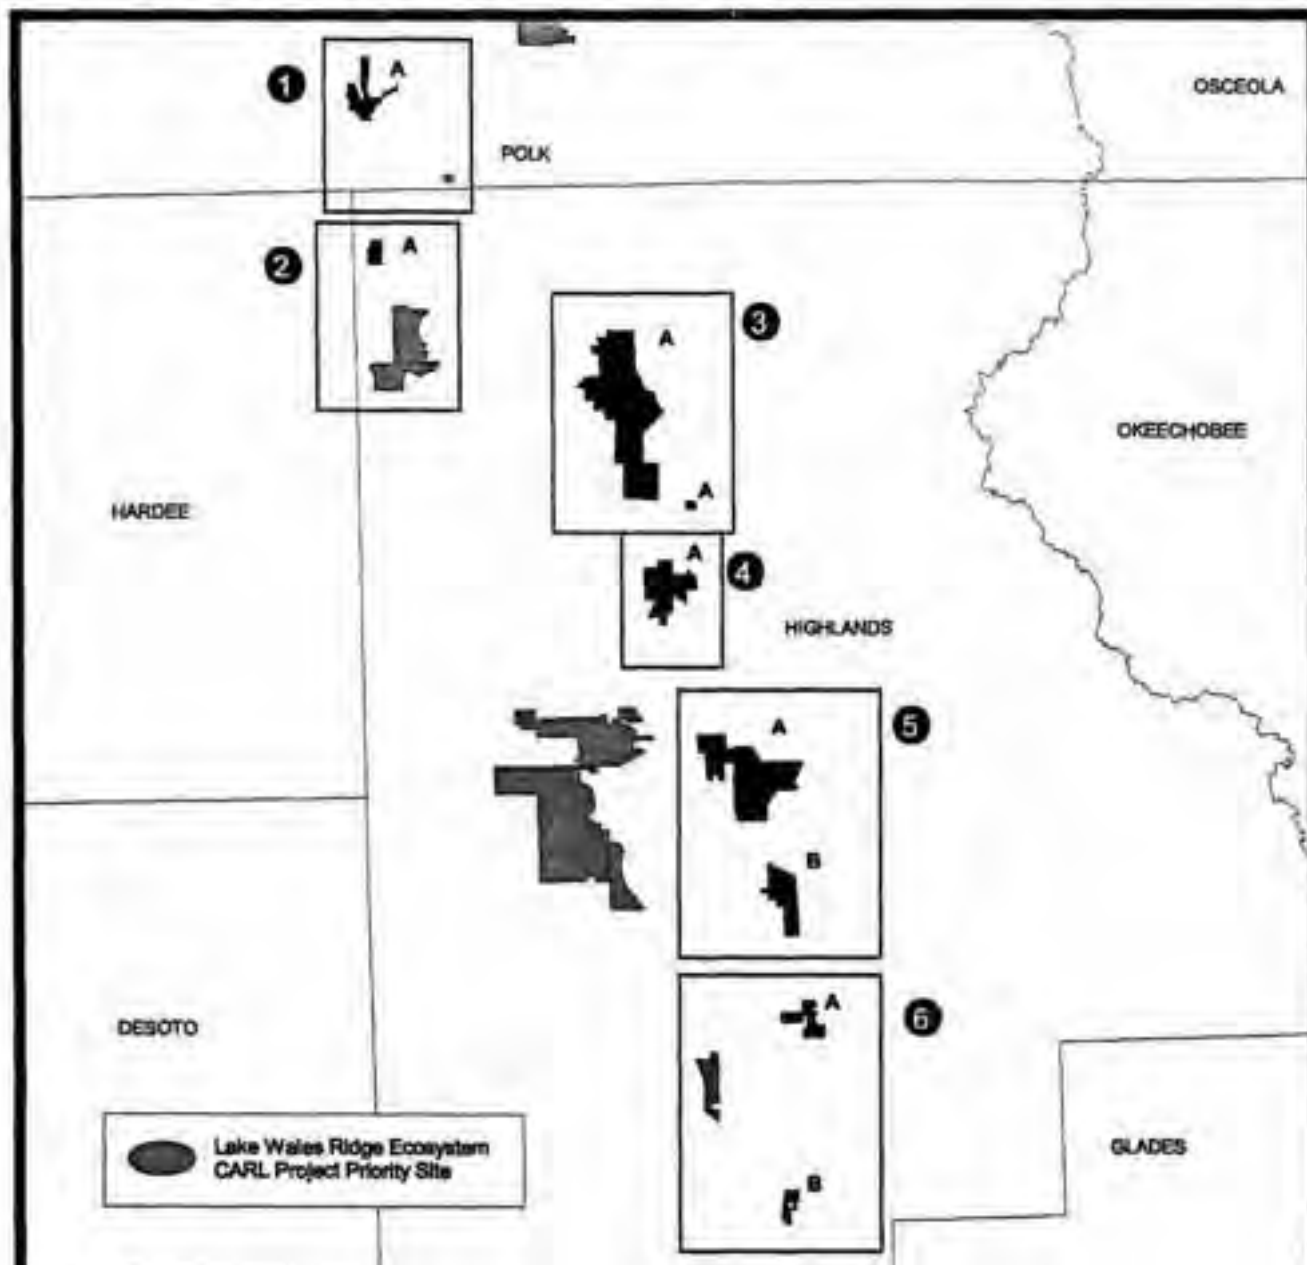 OSCEOLA
1
A
POLK
2
A
3
A
OKEECHOBEE
A
HARDEE
A
4
HIGHLANDS
A
5
B
A
6
DESOTO
Lake Wales Ridge Ecosystem
CARL Project Priority Site
GLADES
B